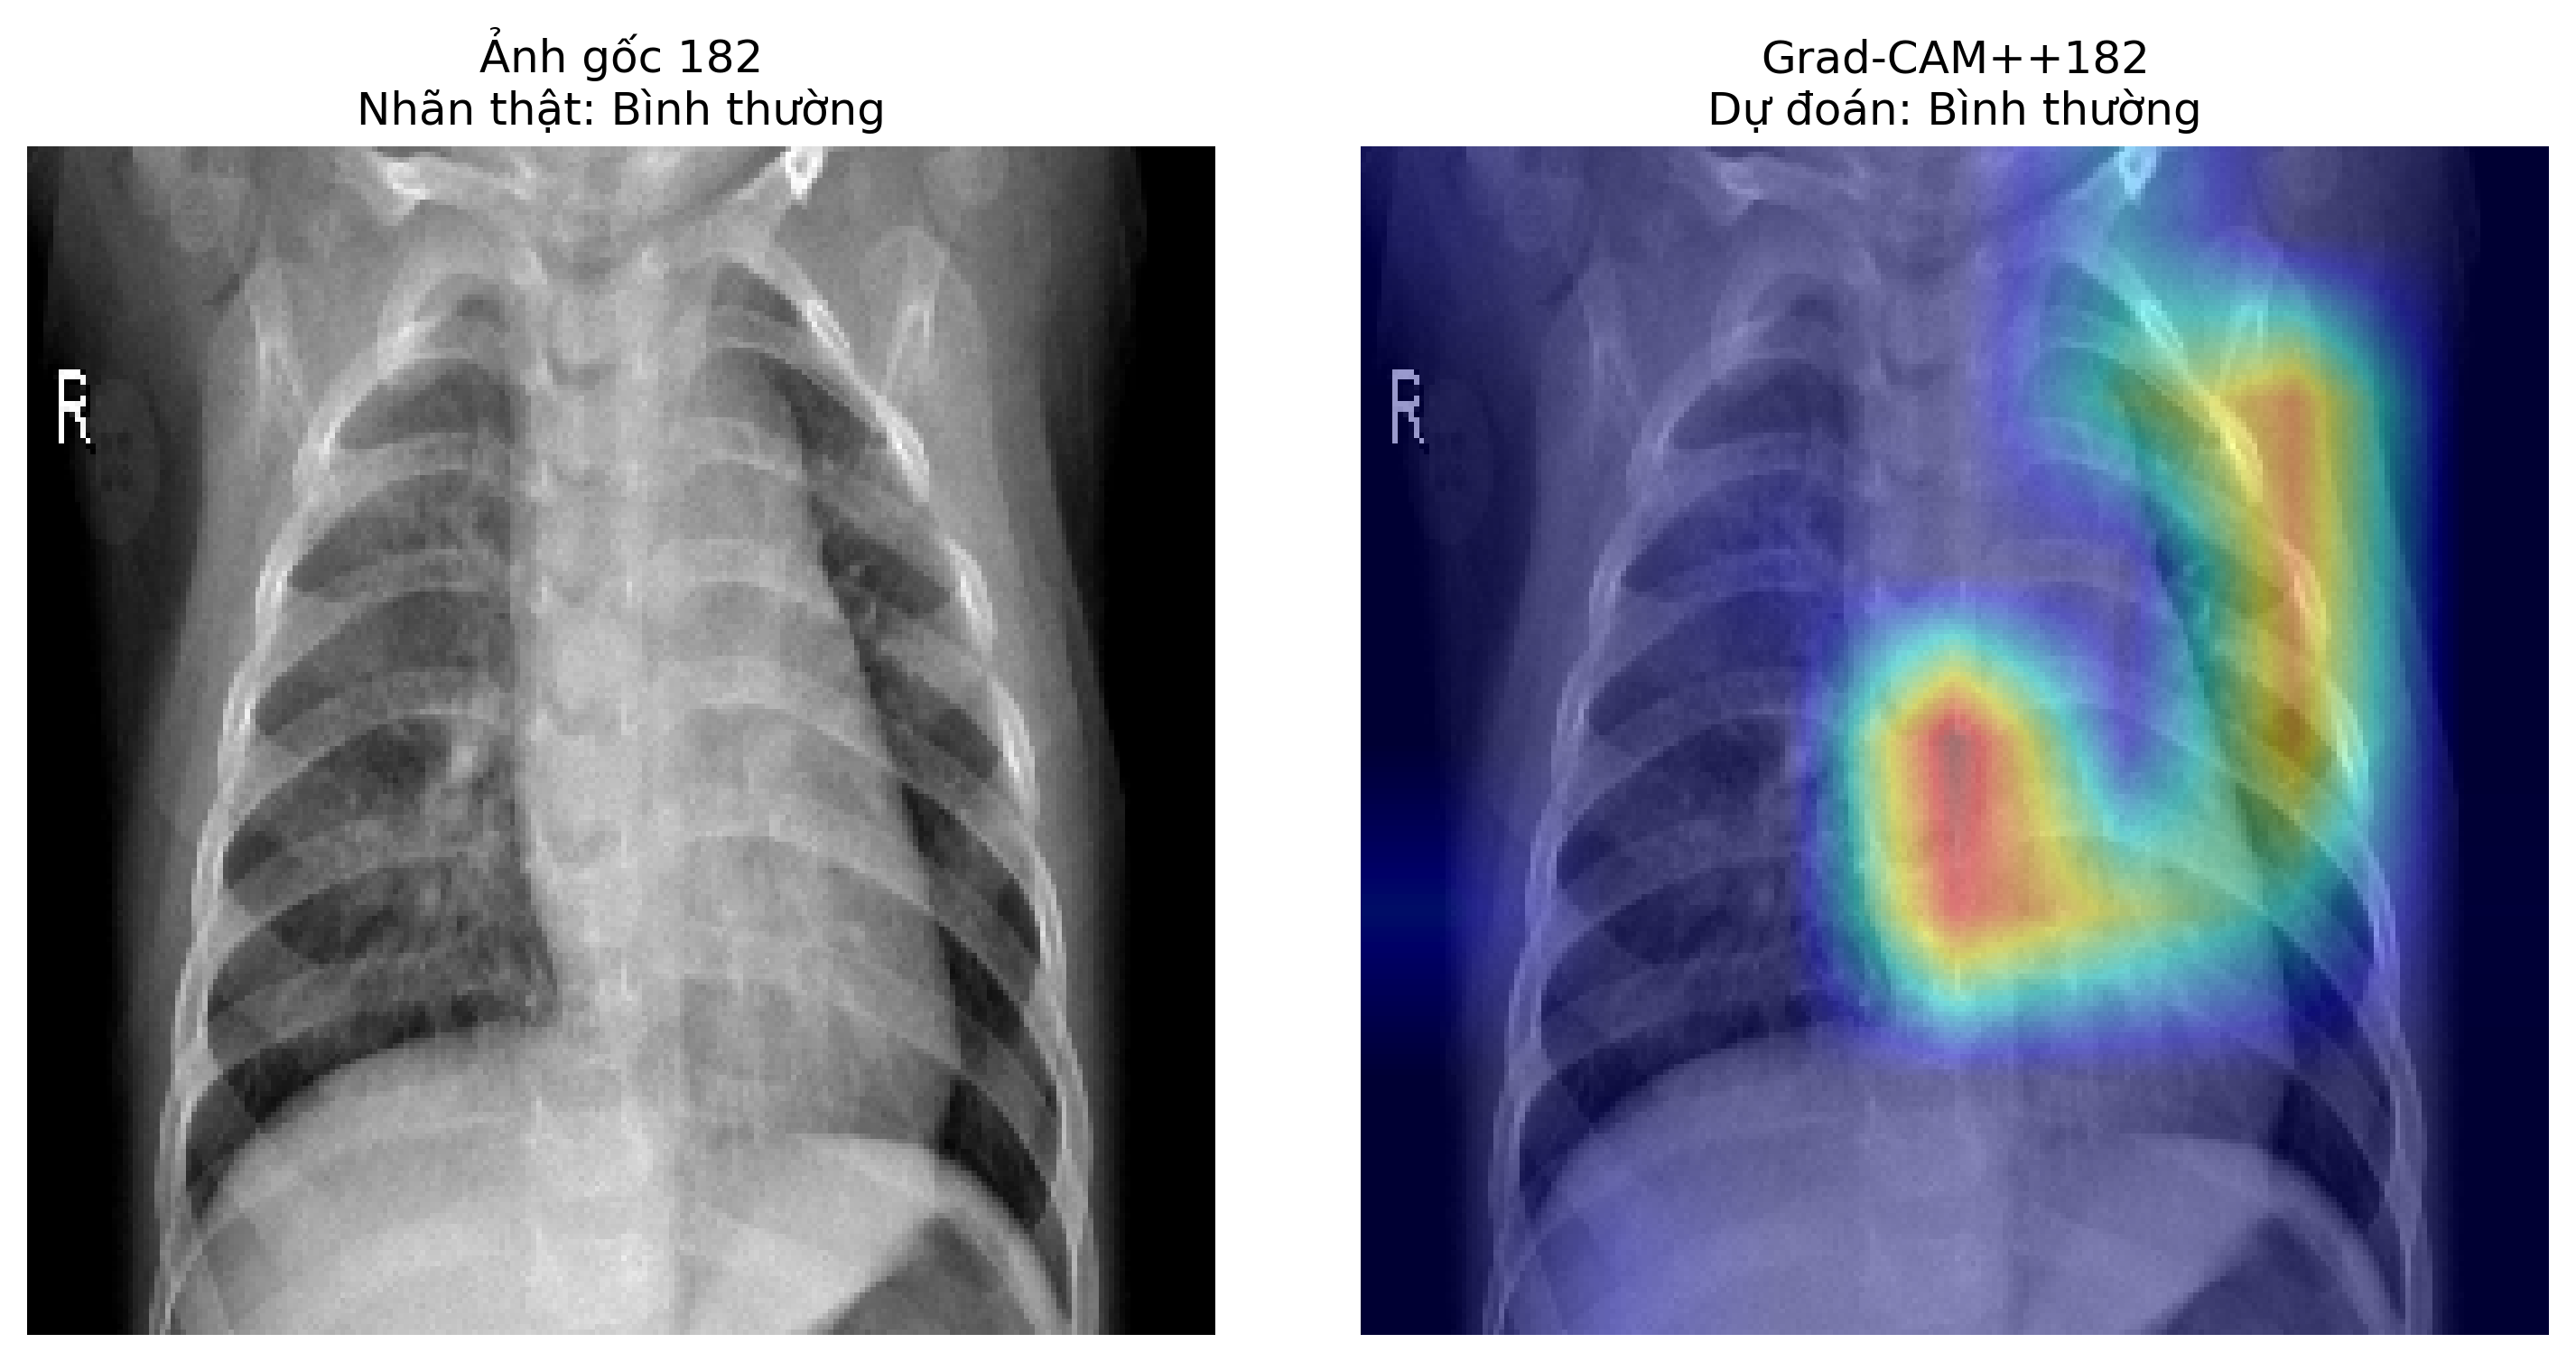 Ảnh gốc 182
Nhãn thật: Bình thường
Grad-CAM++182
Dự đoán: Bình thường
R
R